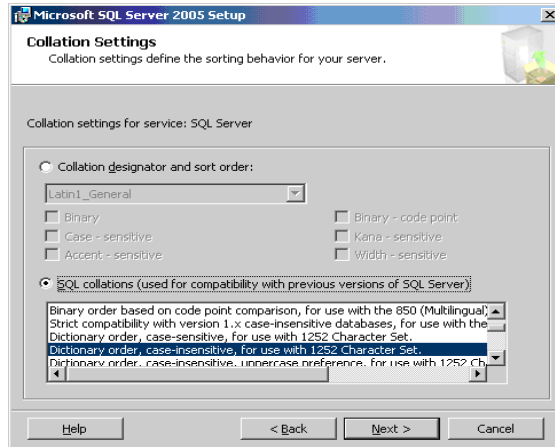 Microsoft SQL Server 2005 Setup
Collation Settings
Collation settings define the sorting behavior for your server.
Collation settings for service: SQL Server
Collation designator and sort order:
Latin1_General
Binary
Binary - code point
Case - sensitive
Kana - sensitive
Accent - sensitive
Width - sensitive
SQL collations (used for compatibility with previous versions of SQL Server)
Binary order based on code point comparison, for use with the 850 (Multilingual)
Strict compatibility with version 1.x case-insensitive databases, for use with the
Dictionary order, case-sensitive, for use with 1252 Character Set.
Dictionary order, case-insensitive, for use with 1252 Character Set.
Dictionary order, case-insensitive, uppercase preference, for use with 1252 Ch
Help
< Back
Next >
Cancel